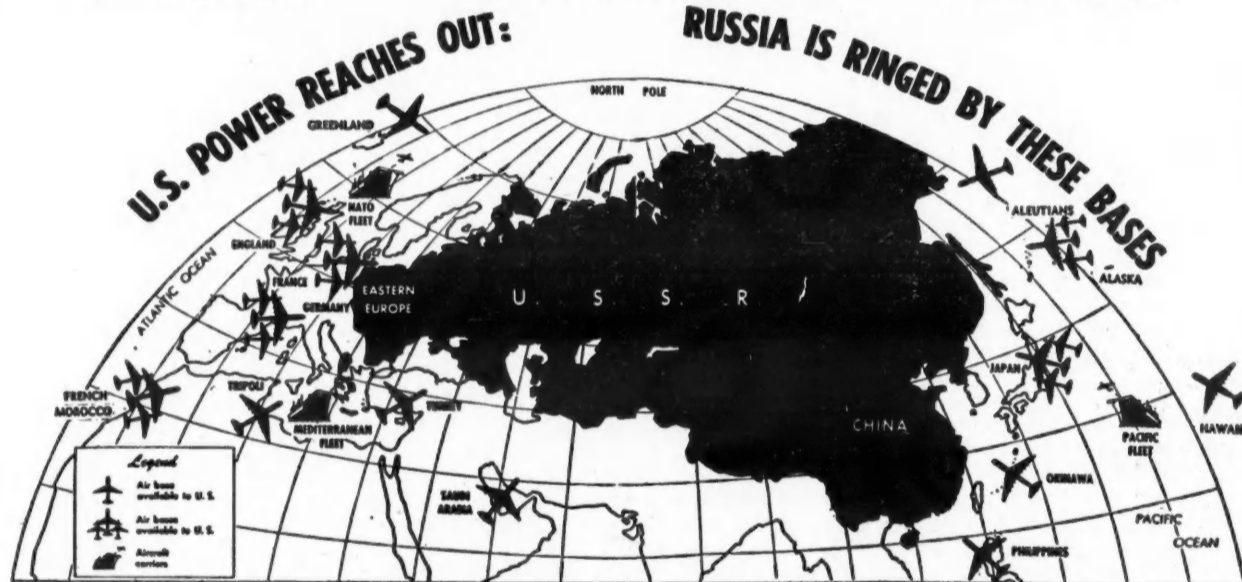 U.S. POWER REACHES OUT:
RUSSIA IS RINGED BY THESE BASES
NORTH POLE
GREENLAND
NATO
FLEET
ENGLAND
ATLANTIC OCEAN
FRANCE
GERMANY
EASTERN
EUROPE
U. S. S. R
ALEUTIANS
ALASKA
FRENCH
MOROCCO
TRIPOLI
MEDITERRANEAN
FLEET
TURKEY
JAPAN
CHINA
PACIFIC
FLEET
HAWAII
SAUDI
ARABIA
OKINAWA
PHILIPPINES
PACIFIC
OCEAN
Legend
Air base
available to U. S.
Air bases
available to U. S.
Aircraft
carriers